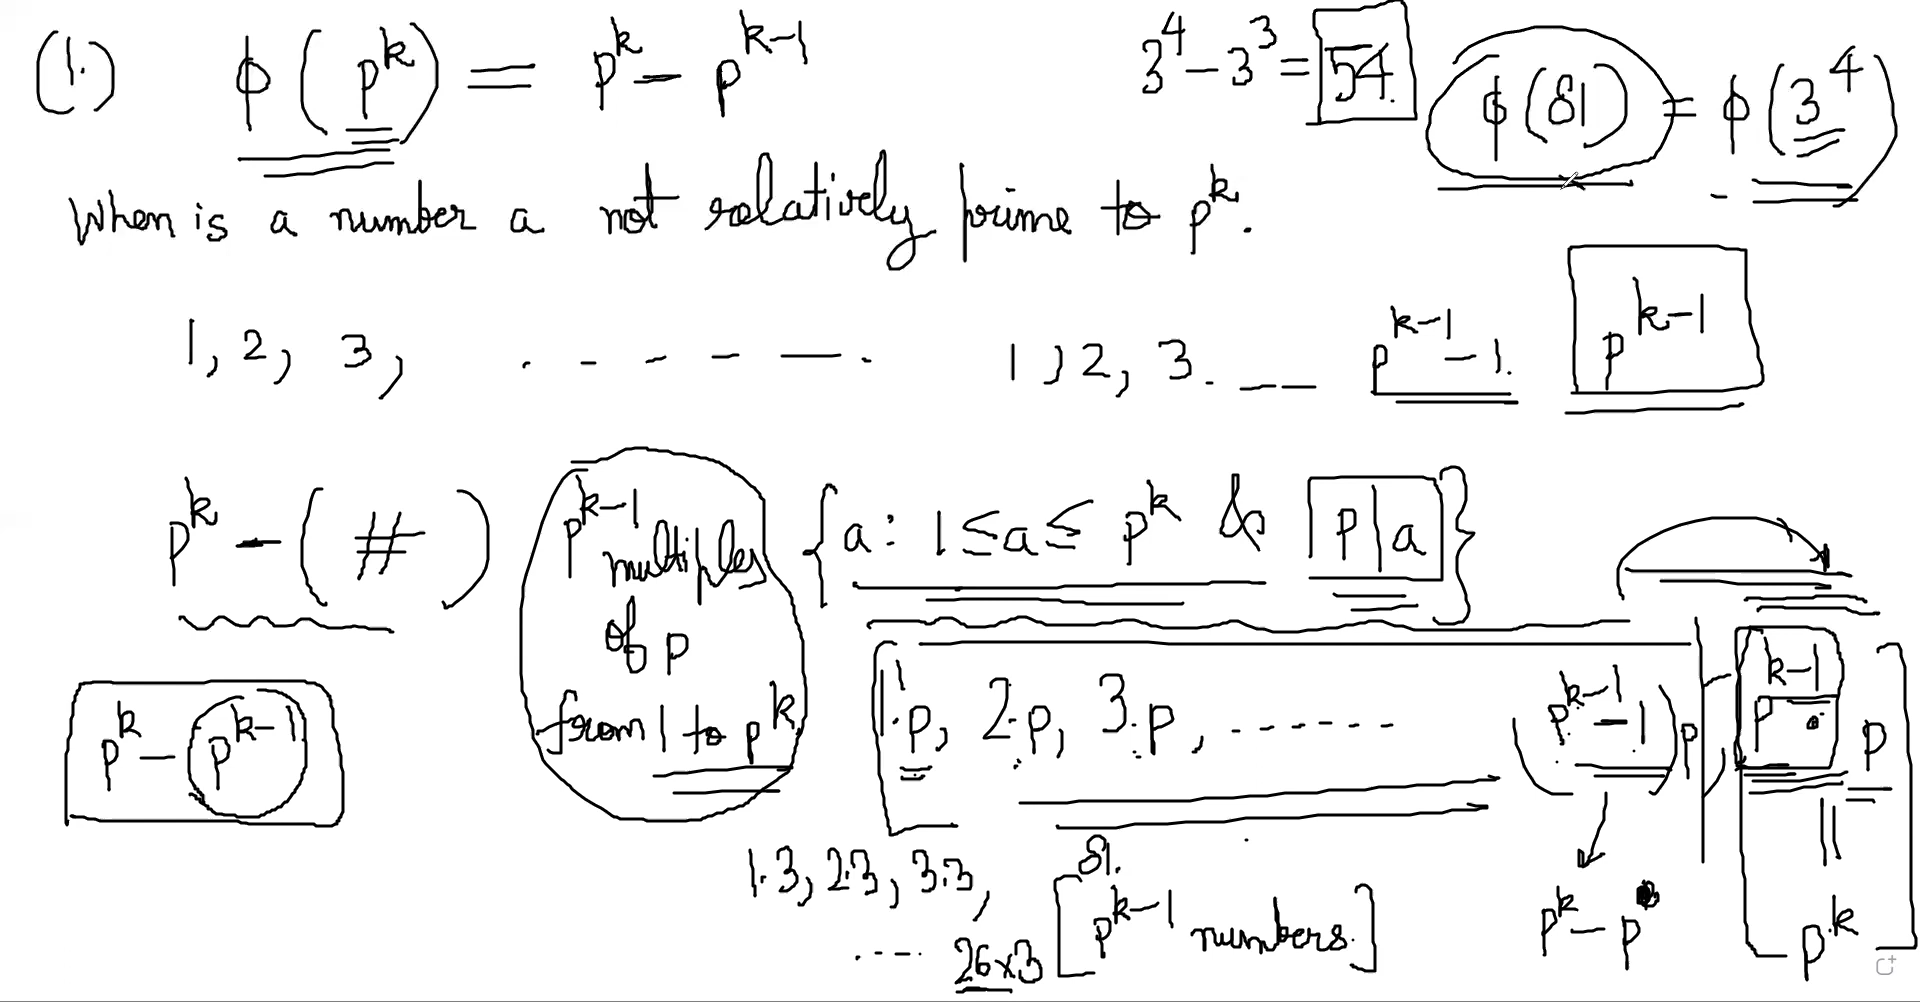 (1.) φ(p^k) = p^k - p^{k-1}
3^4 - 3^3 = 54. φ(81) = φ(3^4)
When is a number a not relatively prime to p^k.
1, 2, 3, . - - - — . 1, 2, 3. — — p^{k-1} - 1. p^{k-1}
p^k - (#) {a: 1 ≤ a ≤ p^k & p|a}
p^{k-1} multiples
of p
from 1 to p^k
p^k - p^{k-1}
1·p, 2·p, 3·p, ------- (p^{k-1} - 1)p, p^{k-1} p
= p^k
p^k - p
1·3, 2·3, 3·3,
.... 26×3
81.
[p^{k-1} numbers.]